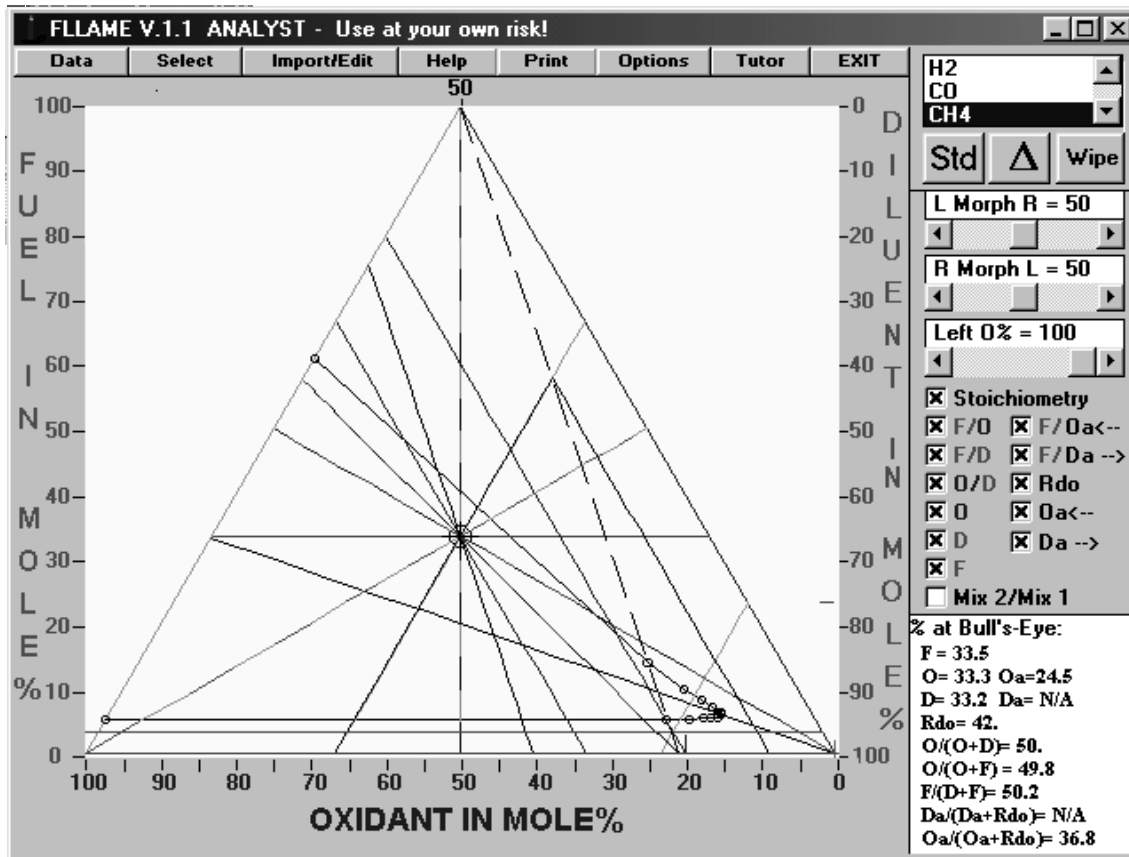 FLLAME V.1.1 ANALYST - Use at your own risk!
Data Select Import/Edit Help Print Options Tutor EXIT
50
100
90
80
70
60
50
40
30
20
10
0
FUEL IN MOLE%
0
10
20
30
40
50
60
70
80
90
100
DILUENT IN MOLE%
100 90 80 70 60 50 40 30 20 10 0
OXIDANT IN MOLE%
H2
CO
CH4
Std Δ Wipe
L Morph R = 50
R Morph L = 50
Left O% = 100
Stoichiometry
F/O F/Oa<--
F/D F/Da -->
O/D Rdo
O Oa<--
D Da -->
F
Mix 2/Mix 1
% at Bull's-Eye:
F = 33.5
O= 33.3 Oa=24.5
D= 33.2 Da= N/A
Rdo= 42.
O/(O+D)= 50.
O/(O+F) = 49.8
F/(D+F)= 50.2
Da/(Da+Rdo)= N/A
Oa/(Oa+Rdo)= 36.8